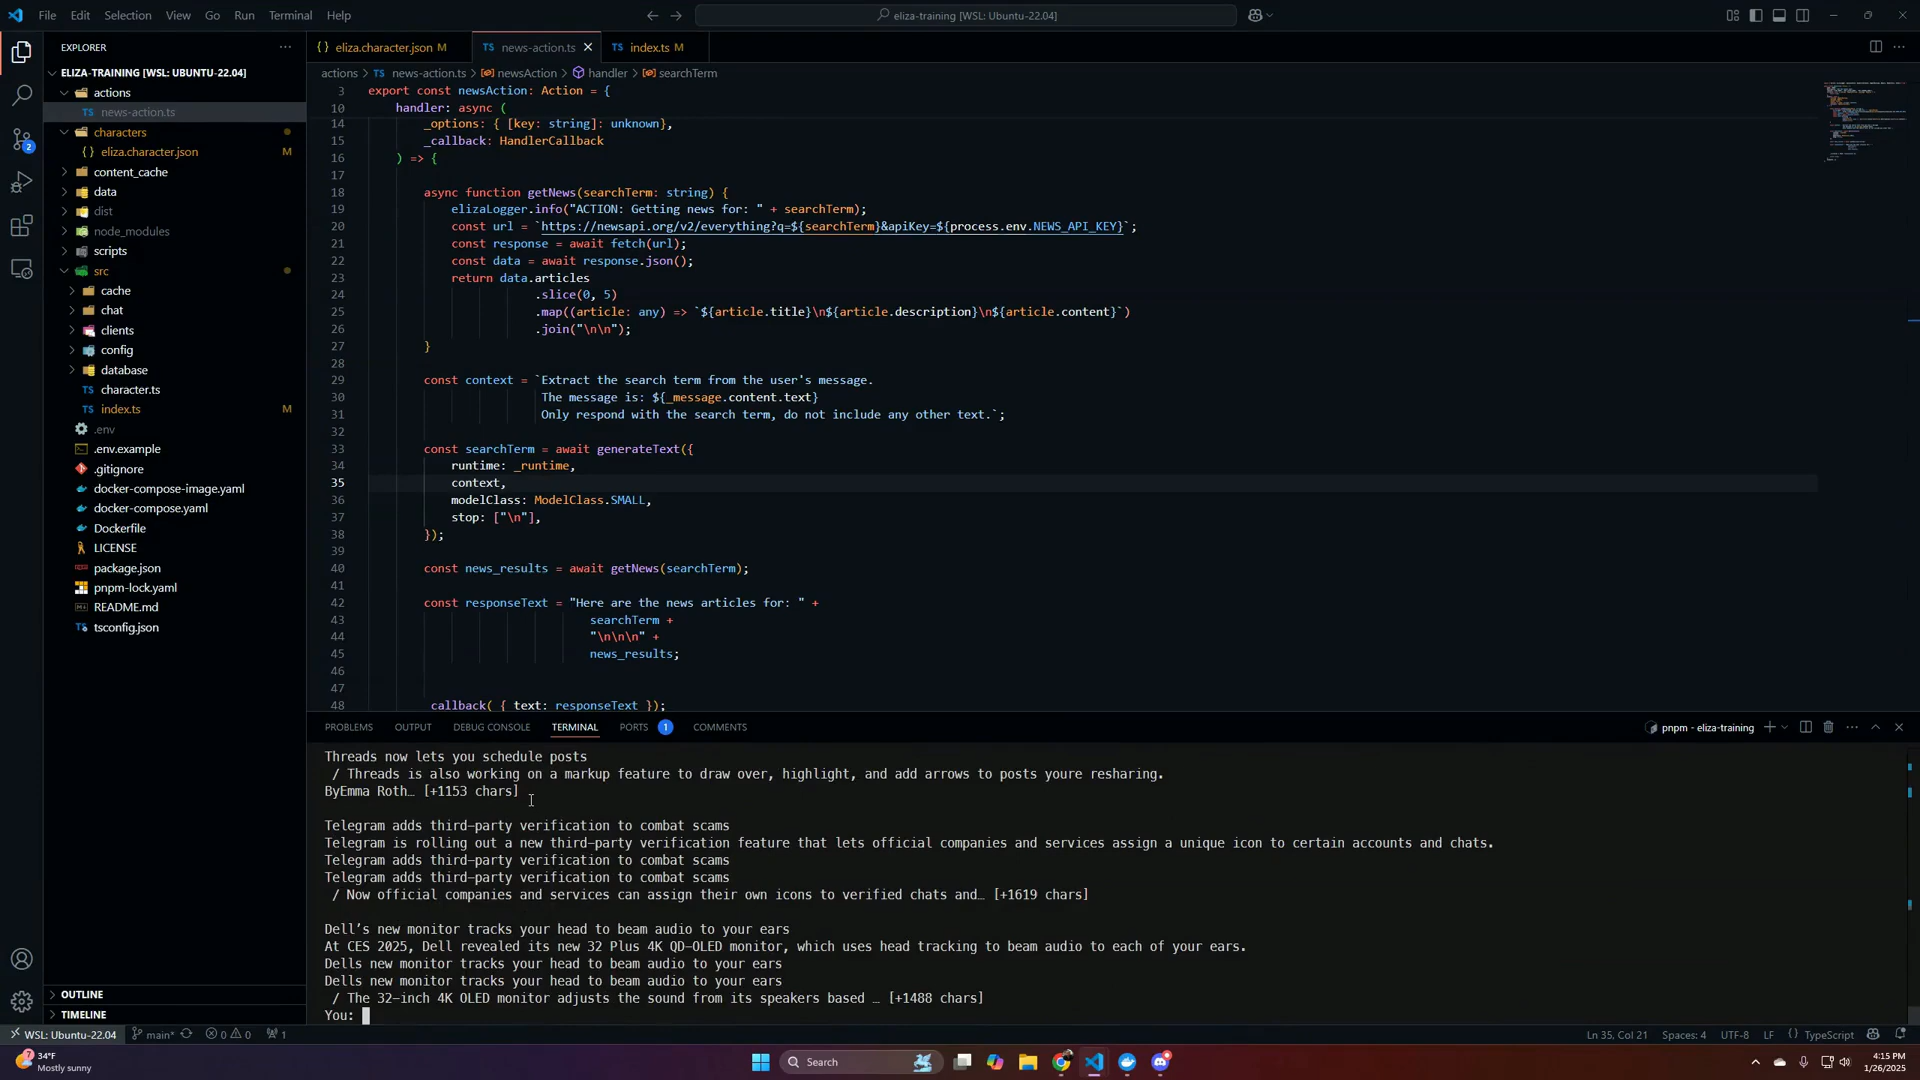 File Edit Selection View Go Run Terminal Help
eliza-training [WSL: Ubuntu-22.04]
EXPLORER
ELIZA-TRAINING [WSL: UBUNTU-22.04]
actions
TS news-action.ts
characters
{} eliza.character.json M
content_cache
data
dist
node_modules
scripts
src
cache
chat
clients
config
database
TS character.ts
TS index.ts M
.env
.env.example
.gitignore
docker-compose-image.yaml
docker-compose.yaml
Dockerfile
LICENSE
package.json
pnpm-lock.yaml
README.md
tsconfig.json
OUTLINE
TIMELINE
2
{} eliza.character.json M
TS news-action.ts
TS index.ts M
actions > TS news-action.ts > newsAction > handler > searchTerm
3 export const newsAction: Action = {
10 handler: async (
14 _options: { [key: string]: unknown},
15 _callback: HandlerCallback
16 ) => {
17
18 async function getNews(searchTerm: string) {
19 elizaLogger.info("ACTION: Getting news for: " + searchTerm);
20 const url = `https://newsapi.org/v2/everything?q=${searchTerm}&apiKey=${process.env.NEWS_API_KEY}`;
21 const response = await fetch(url);
22 const data = await response.json();
23 return data.articles
24 .slice(0, 5)
25 .map((article: any) => `${article.title}\n${article.description}\n${article.content}`)
26 .join("\n\n");
27 }
28
29 const context = `Extract the search term from the user's message.
30 The message is: ${_message.content.text}
31 Only respond with the search term, do not include any other text.`;
32
33 const searchTerm = await generateText({
34 runtime: _runtime,
35 context,
36 modelClass: ModelClass.SMALL,
37 stop: ["\n"],
38 });
39
40 const news_results = await getNews(searchTerm);
41
42 const responseText = "Here are the news articles for: " +
43 searchTerm +
44 "\n\n\n" +
45 news_results;
46
47
48 _callback( { text: responseText });
PROBLEMS OUTPUT DEBUG CONSOLE TERMINAL PORTS 1 COMMENTS
pnpm - eliza-training
Threads now lets you schedule posts
/ Threads is also working on a markup feature to draw over, highlight, and add arrows to posts youre resharing.
ByEmma Roth… [+1153 chars]
Telegram adds third-party verification to combat scams
Telegram is rolling out a new third-party verification feature that lets official companies and services assign a unique icon to certain accounts and chats.
Telegram adds third-party verification to combat scams
Telegram adds third-party verification to combat scams
/ Now official companies and services can assign their own icons to verified chats and… [+1619 chars]
Dell’s new monitor tracks your head to beam audio to your ears
At CES 2025, Dell revealed its new 32 Plus 4K QD-OLED monitor, which uses head tracking to beam audio to each of your ears.
Dells new monitor tracks your head to beam audio to your ears
Dells new monitor tracks your head to beam audio to your ears
/ The 32-inch 4K OLED monitor adjusts the sound from its speakers based … [+1488 chars]
You:
WSL: Ubuntu-22.04 main* 0 0 1
Ln 35, Col 21 Spaces: 4 UTF-8 LF {} TypeScript
34°F
Mostly sunny
Search
4:15 PM
1/26/2025